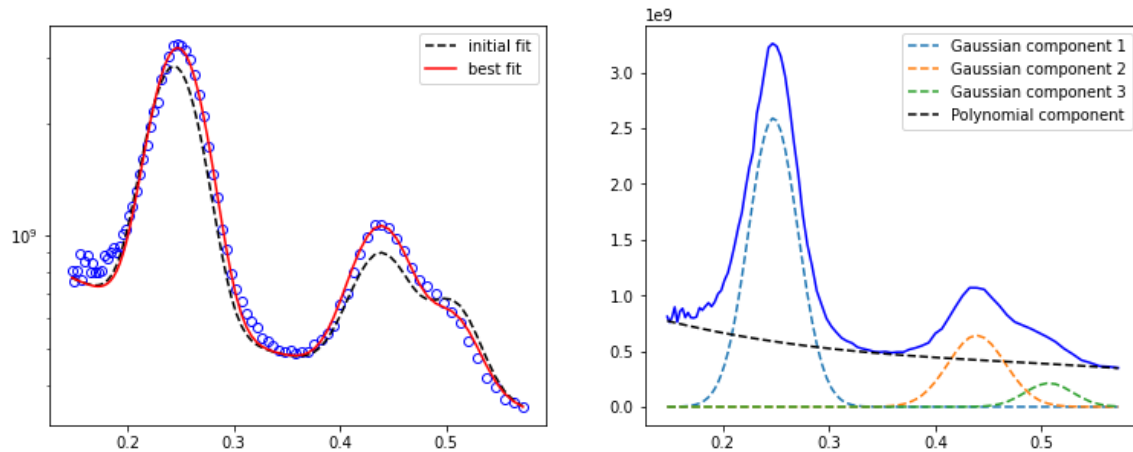 initial fit
best fit
10⁹
0.2 0.3 0.4 0.5
1e9
Gaussian component 1
Gaussian component 2
Gaussian component 3
Polynomial component
3.0
2.5
2.0
1.5
1.0
0.5
0.0
0.2 0.3 0.4 0.5